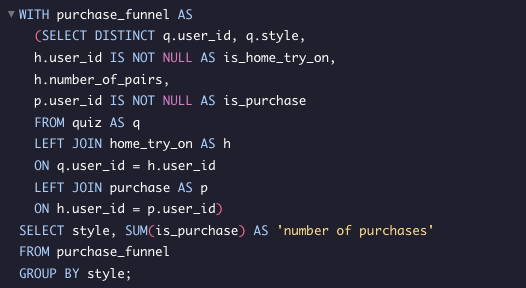 WITH purchase_funnel AS
(SELECT DISTINCT q.user_id, q.style,
h.user_id IS NOT NULL AS is_home_try_on,
h.number_of_pairs,
p.user_id IS NOT NULL AS is_purchase
FROM quiz AS q
LEFT JOIN home_try_on AS h
ON q.user_id = h.user_id
LEFT JOIN purchase AS p
ON h.user_id = p.user_id)
SELECT style, SUM(is_purchase) AS 'number of purchases'
FROM purchase_funnel
GROUP BY style;